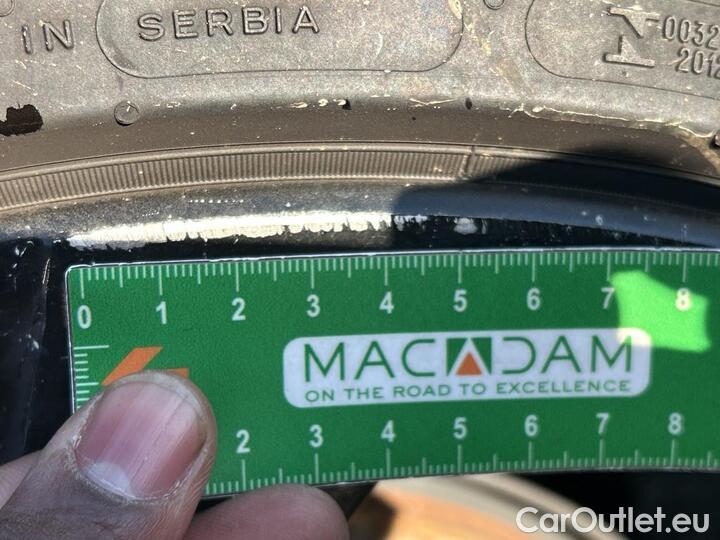 IN SERBIA
0032
2012
0 1 2 3 4 5 6 7 8
MACADAM
ON THE ROAD TO EXCELLENCE
2 3 4 5 6 7 8
CarOutlet.eu